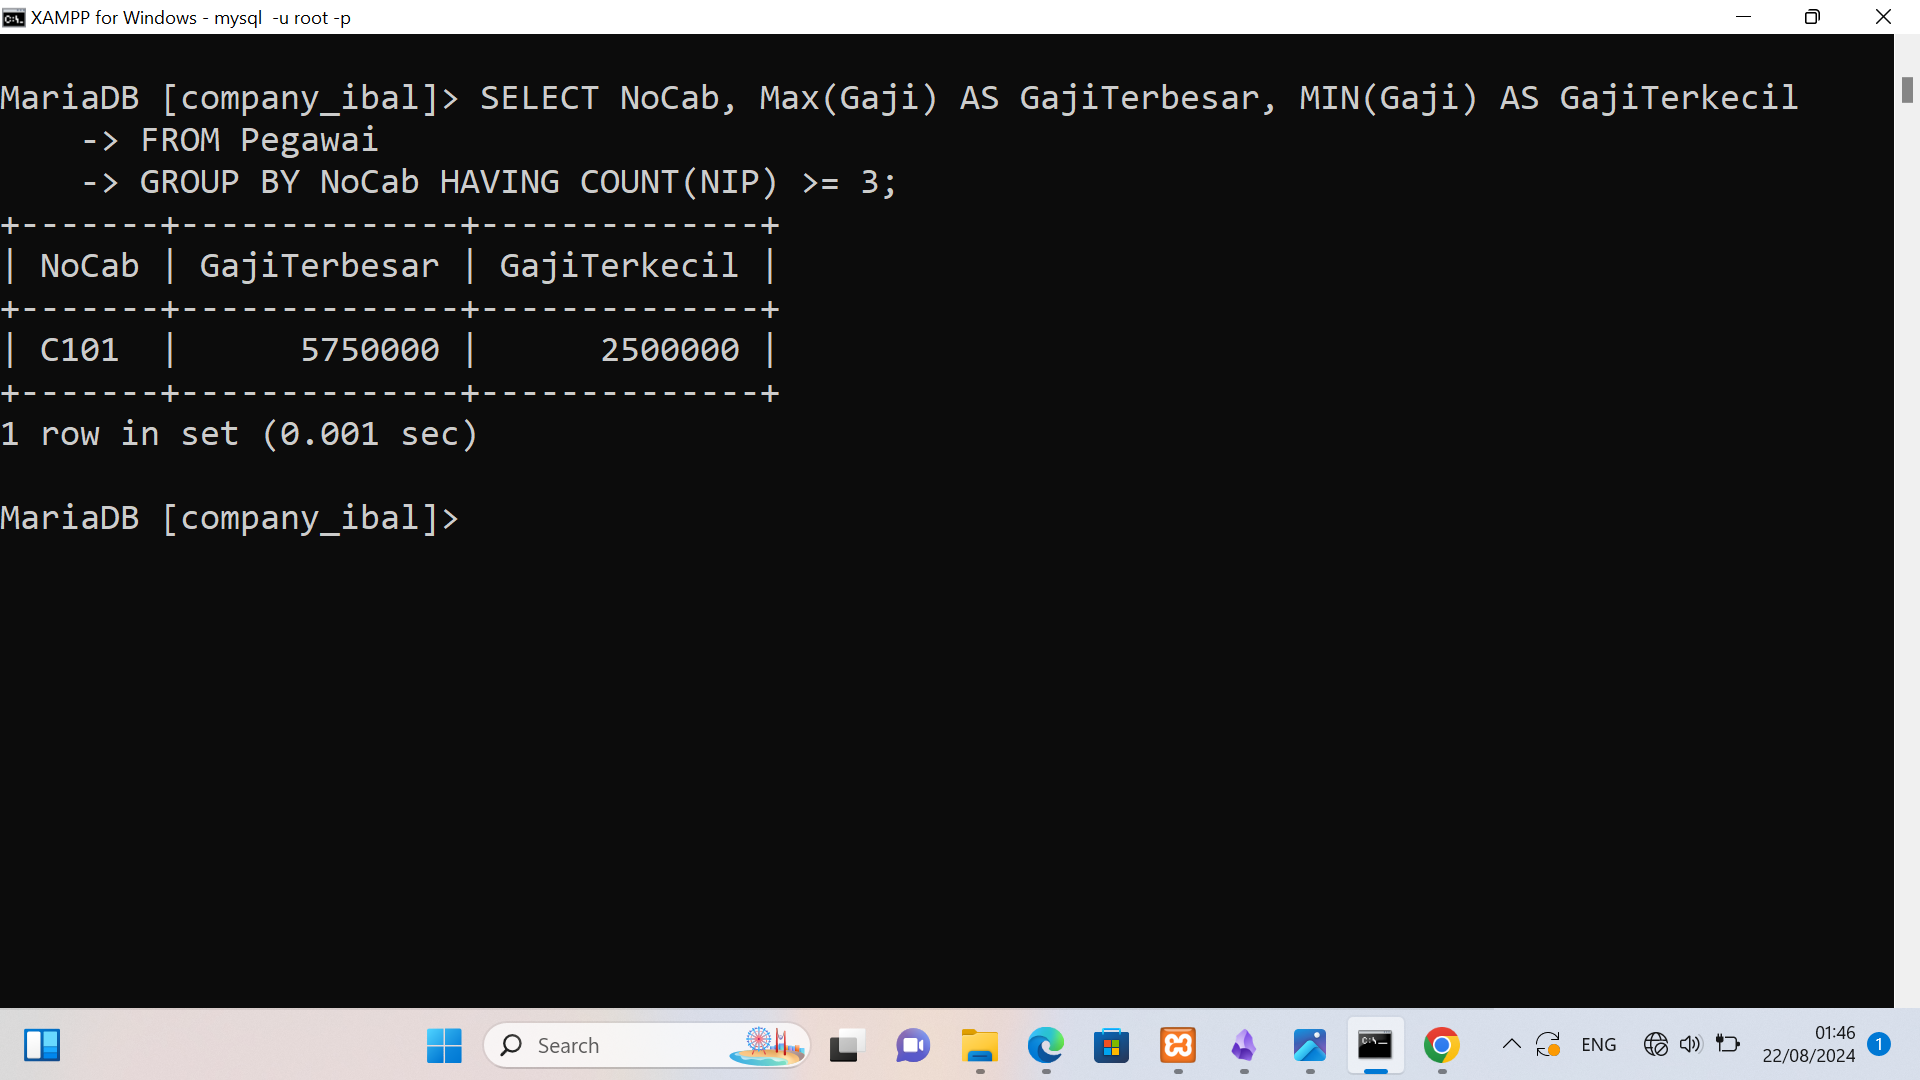 XAMPP for Windows - mysql  -u root -p
MariaDB [company_ibal]> SELECT NoCab, Max(Gaji) AS GajiTerbesar, MIN(Gaji) AS GajiTerkecil
    -> FROM Pegawai
    -> GROUP BY NoCab HAVING COUNT(NIP) >= 3;
+-------+--------------+--------------+
| NoCab | GajiTerbesar | GajiTerkecil |
+-------+--------------+--------------+
| C101  |      5750000 |      2500000 |
+-------+--------------+--------------+
1 row in set (0.001 sec)
MariaDB [company_ibal]>
Search
ENG
01:46
22/08/2024
1